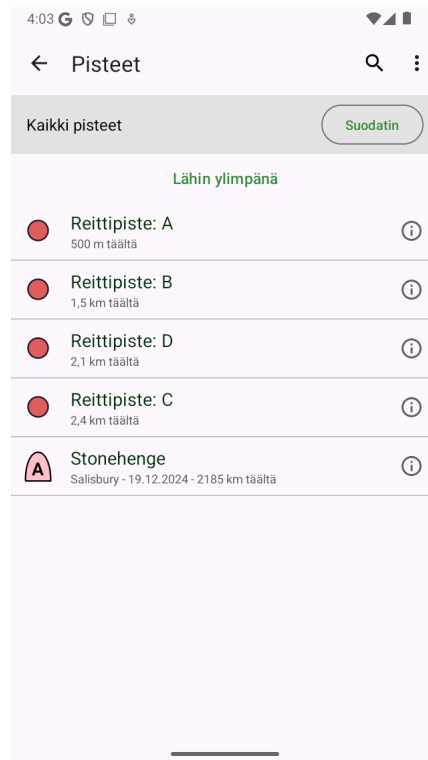 4:03
Pisteet
Kaikki pisteet
Suodatin
Lähin ylimpänä
Reittipiste: A
500 m täältä
Reittipiste: B
1,5 km täältä
Reittipiste: D
2,1 km täältä
Reittipiste: C
2,4 km täältä
A
Stonehenge
Salisbury - 19.12.2024 - 2185 km täältä